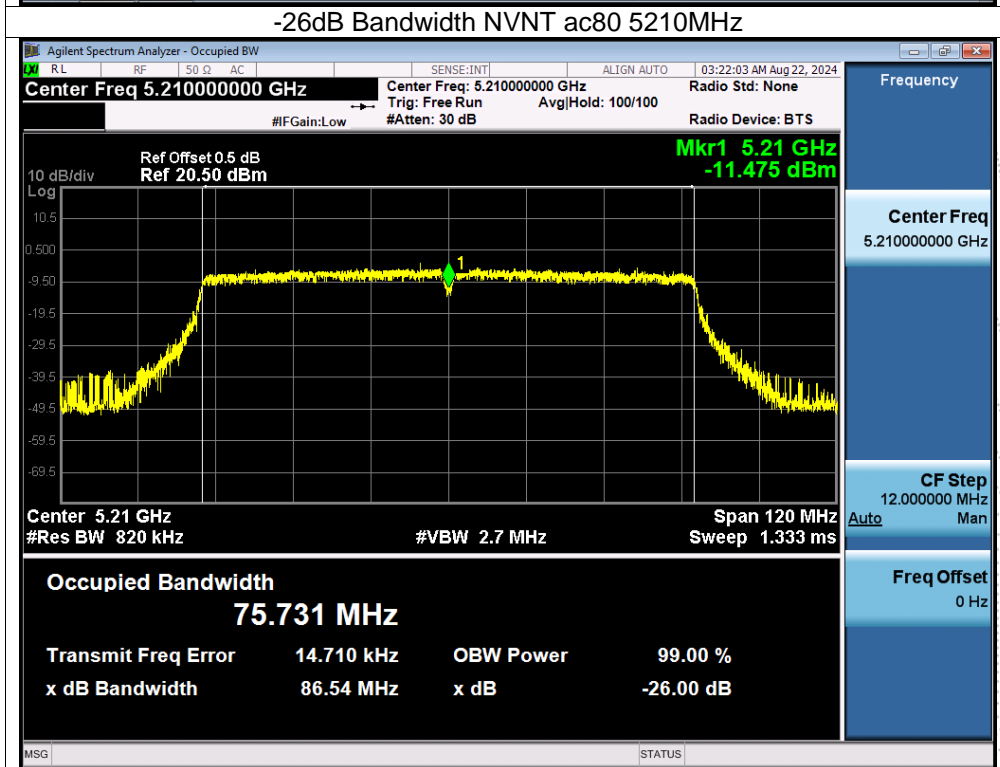 -26dB Bandwidth NVNT ac80 5210MHz
Agilent Spectrum Analyzer - Occupied BW
LXI RL RF 50 Ω AC SENSE:INT ALIGN AUTO 03:22:03 AM Aug 22, 2024
Center Freq 5.210000000 GHz
Center Freq: 5.210000000 GHz
Radio Std: None
Trig: Free Run Avg|Hold: 100/100
#IFGain:Low
#Atten: 30 dB
Radio Device: BTS
Frequency
Ref Offset 0.5 dB
10 dB/div Ref 20.50 dBm
Mkr1 5.21 GHz
-11.475 dBm
Log
10.5
0.500
-9.50
-19.5
-29.5
-39.5
-49.5
-59.5
-69.5
1
Center 5.21 GHz Span 120 MHz
#Res BW 820 kHz #VBW 2.7 MHz Sweep 1.333 ms
Center Freq
5.210000000 GHz
CF Step
12.000000 MHz
Auto Man
Freq Offset
0 Hz
Occupied Bandwidth
75.731 MHz
Transmit Freq Error 14.710 kHz OBW Power 99.00 %
x dB Bandwidth 86.54 MHz x dB -26.00 dB
MSG STATUS